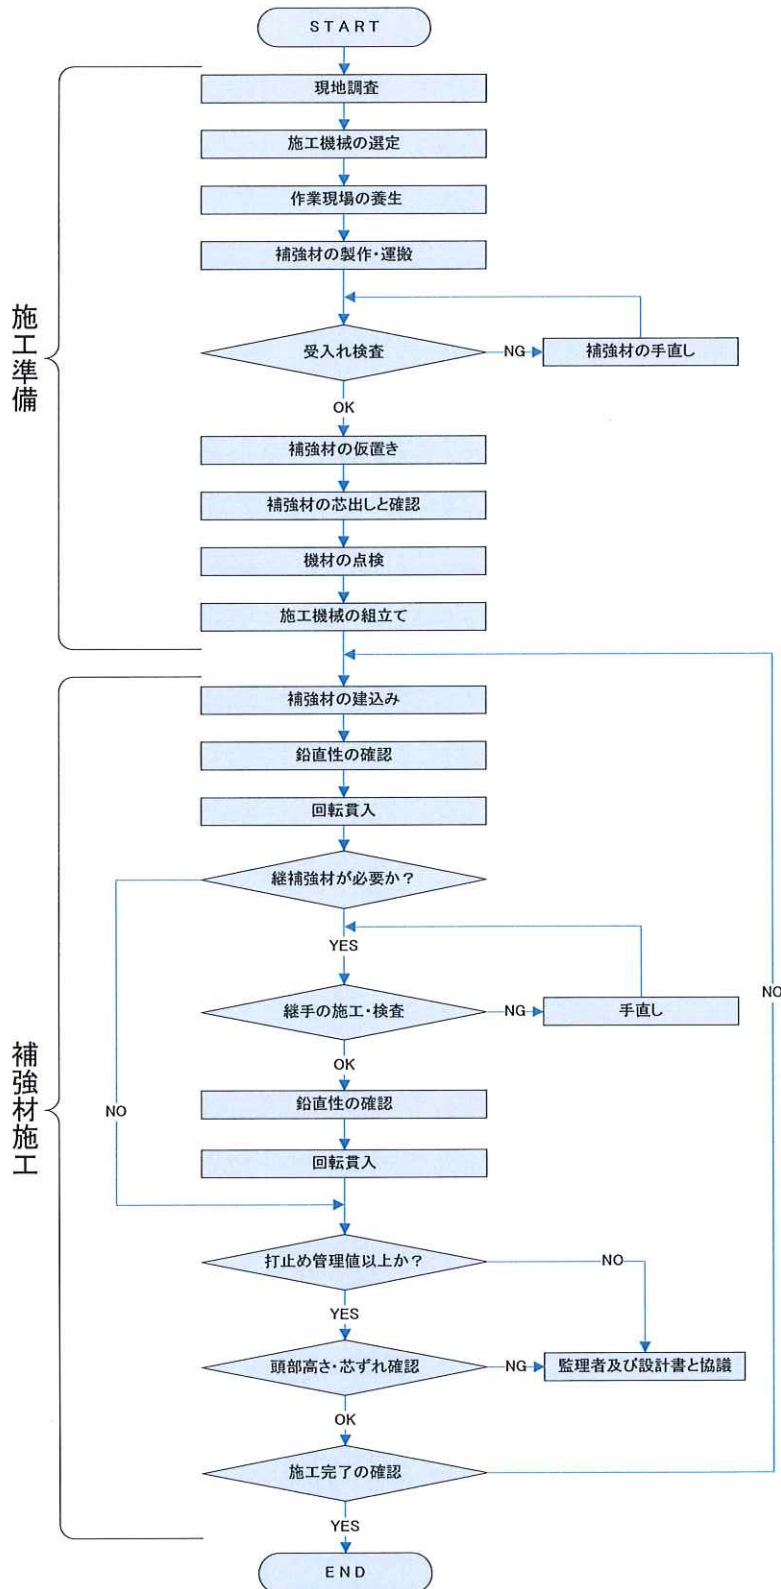 START
現地調査
施工機械の選定
作業現場の養生
補強材の製作・運搬
施工準備
受入れ検査
NG
補強材の手直し
OK
補強材の仮置き
補強材の芯出しと確認
機材の点検
施工機械の組立て
補強材の建込み
鉛直性の確認
回転貫入
継補強材が必要か？
YES
NO
継手の施工・検査
NG
手直し
OK
補強材施工
鉛直性の確認
NO
回転貫入
打止め管理値以上か？
NO
YES
頭部高さ・芯ずれ確認
NG
監理者及び設計書と協議
OK
施工完了の確認
YES
END